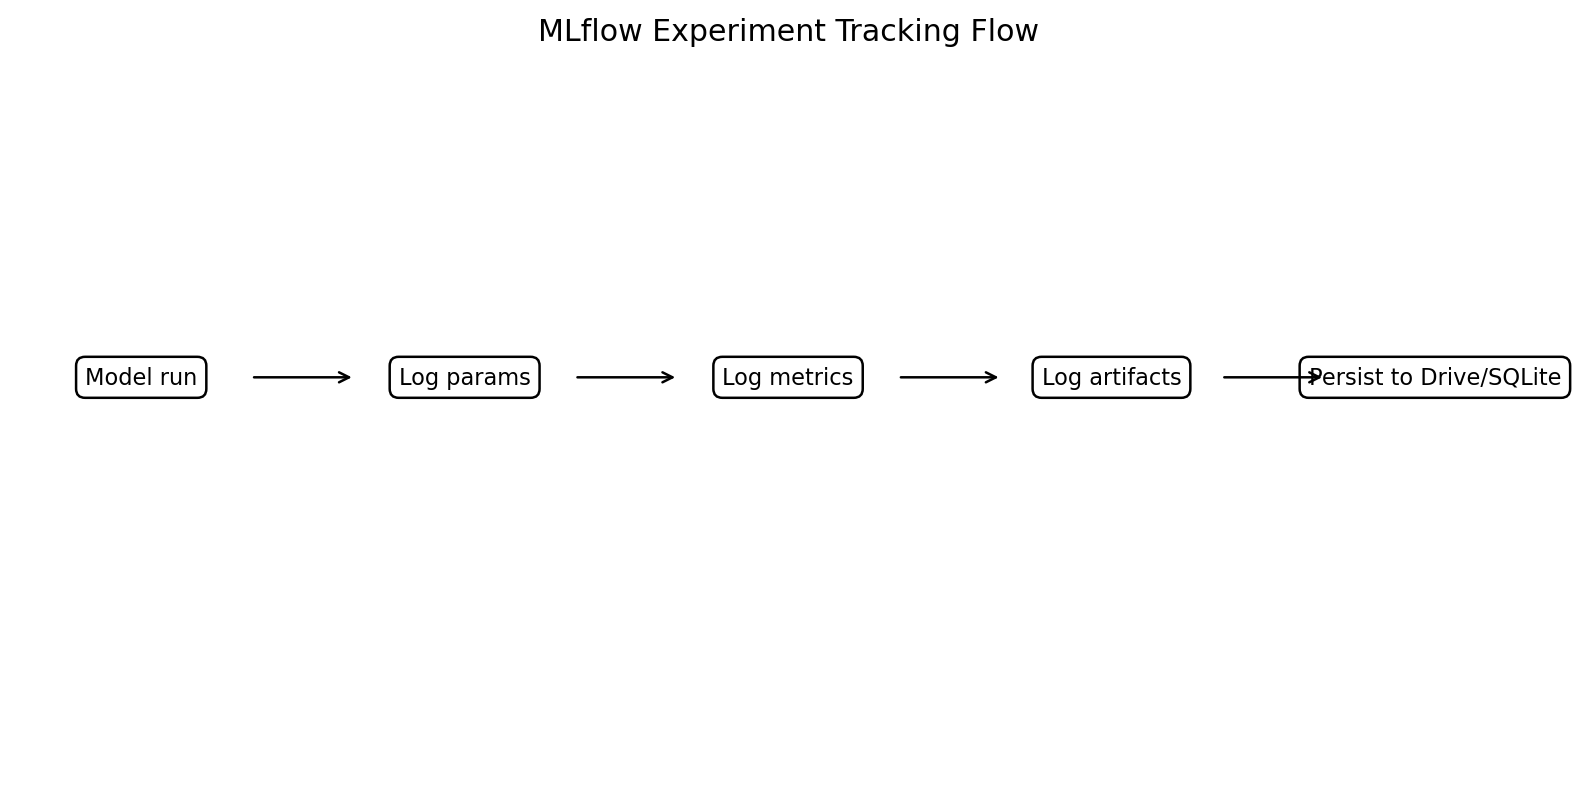 MLflow Experiment Tracking Flow
Model run
Log params
Log metrics
Log artifacts
Persist to Drive/SQLite